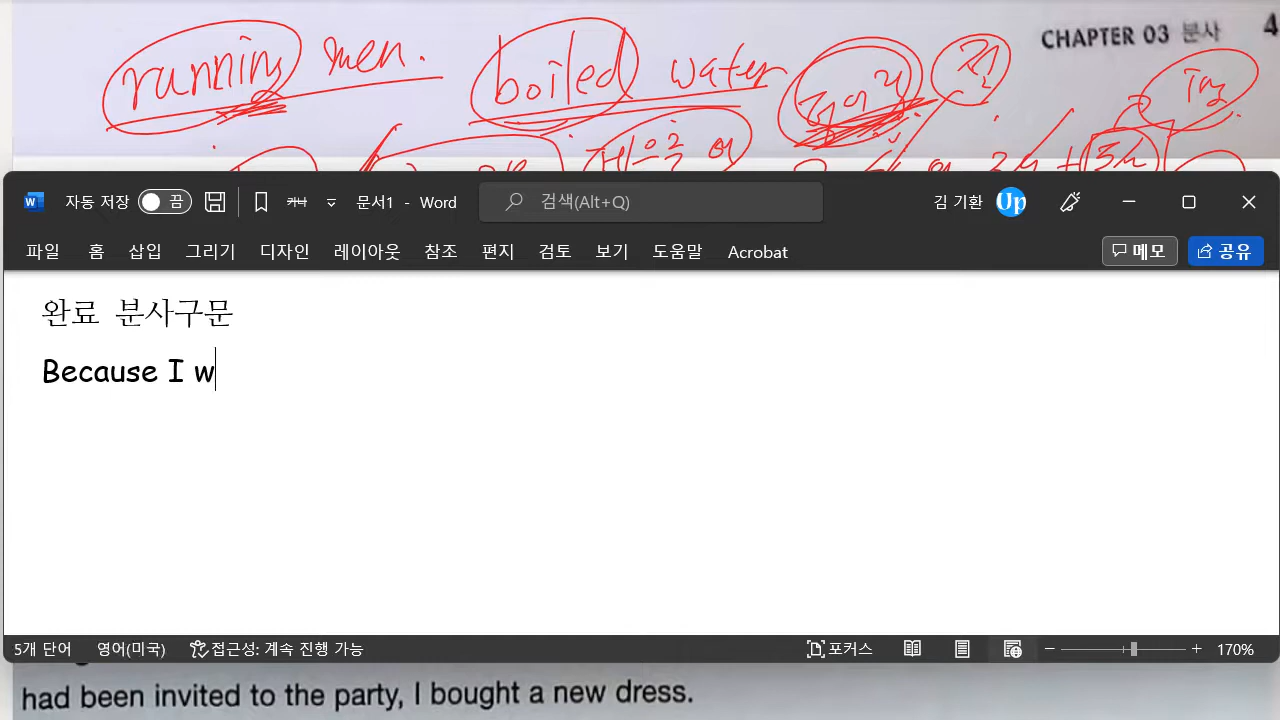 CHAPTER 03 분사 4
running men. boiled water
자동 저장 끔 가나 문서1 - Word 검색(Alt+Q) 김 기환 Up
파일 홈 삽입 그리기 디자인 레이아웃 참조 편지 검토 보기 도움말 Acrobat 메모 공유
완료 분사구문
Because I w
5개 단어 영어(미국) 접근성: 계속 진행 가능 포커스 170%
had been invited to the party, I bought a new dress.